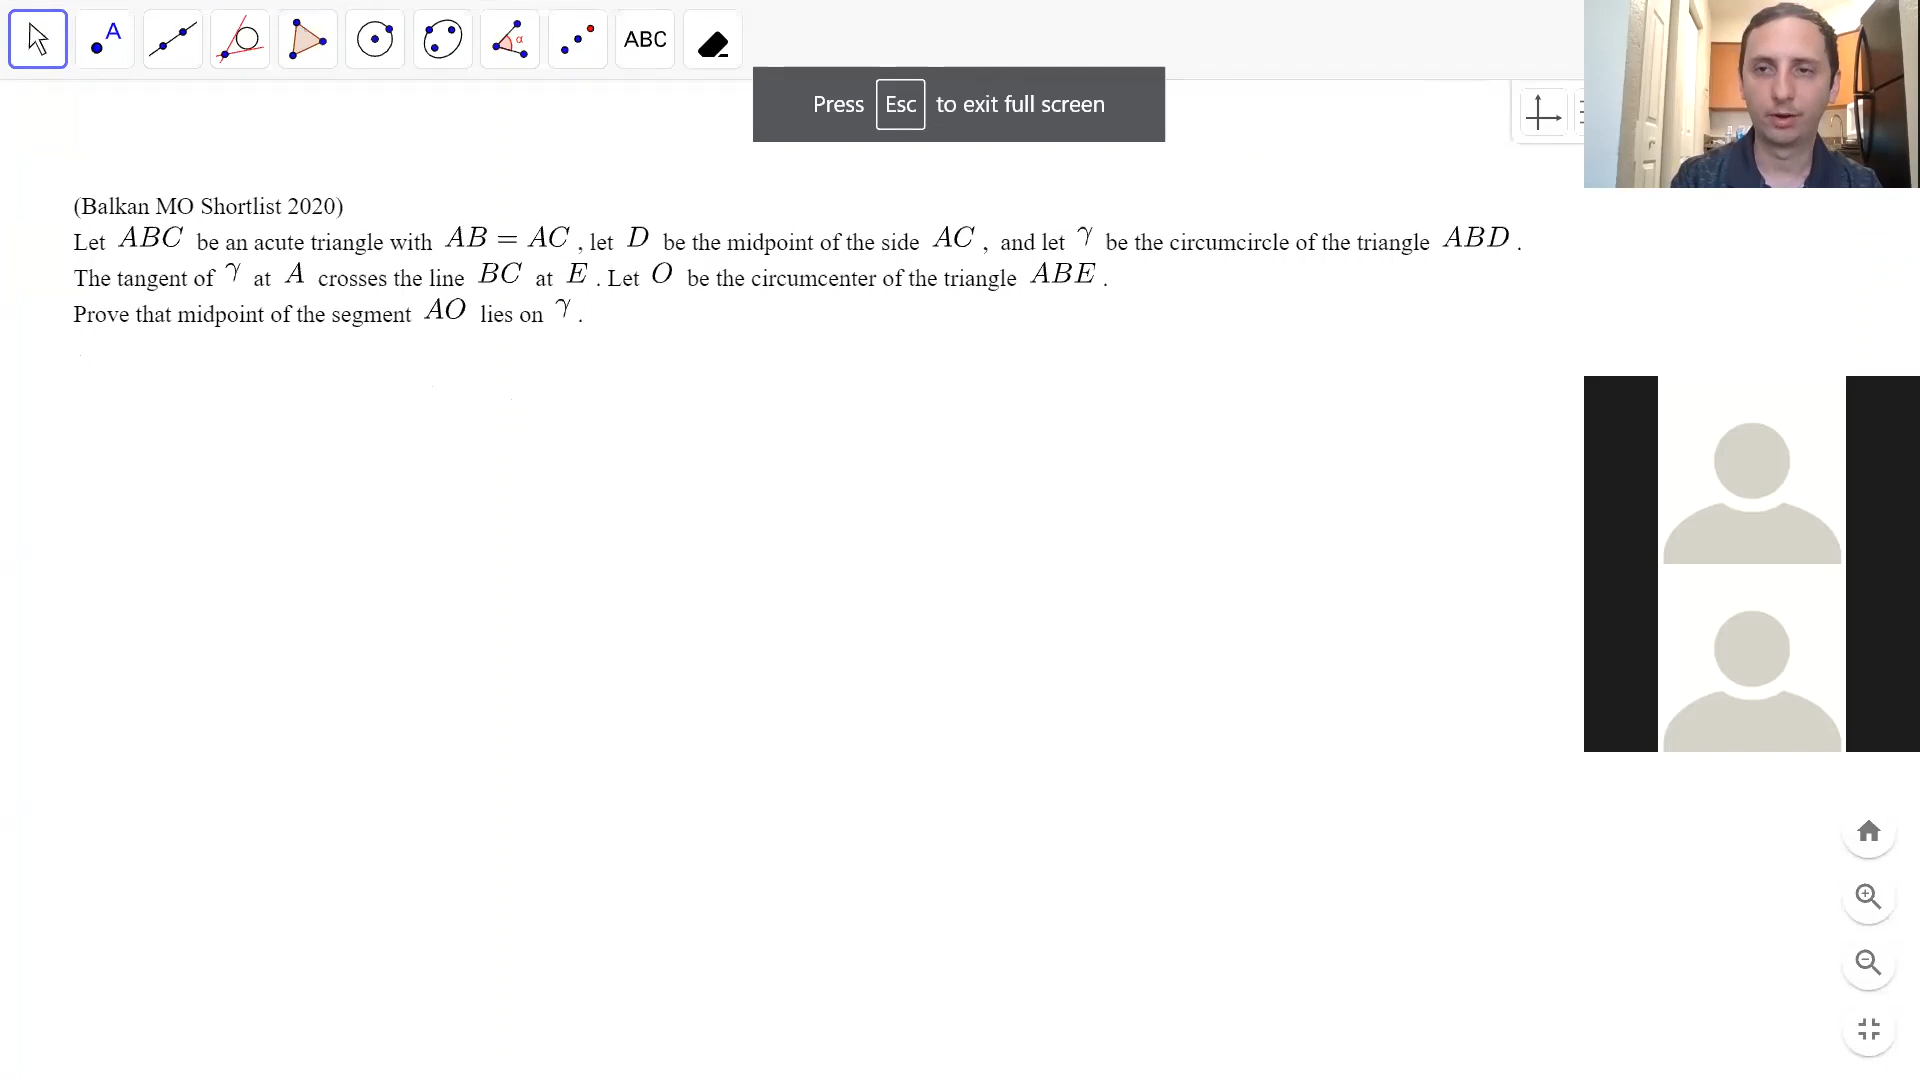 A
α
ABC
Press Esc to exit full screen
(Balkan MO Shortlist 2020)
Let ABC be an acute triangle with AB = AC , let D be the midpoint of the side AC , and let γ be the circumcircle of the triangle ABD .
The tangent of γ at A crosses the line BC at E . Let O be the circumcenter of the triangle ABE .
Prove that midpoint of the segment AO lies on γ .